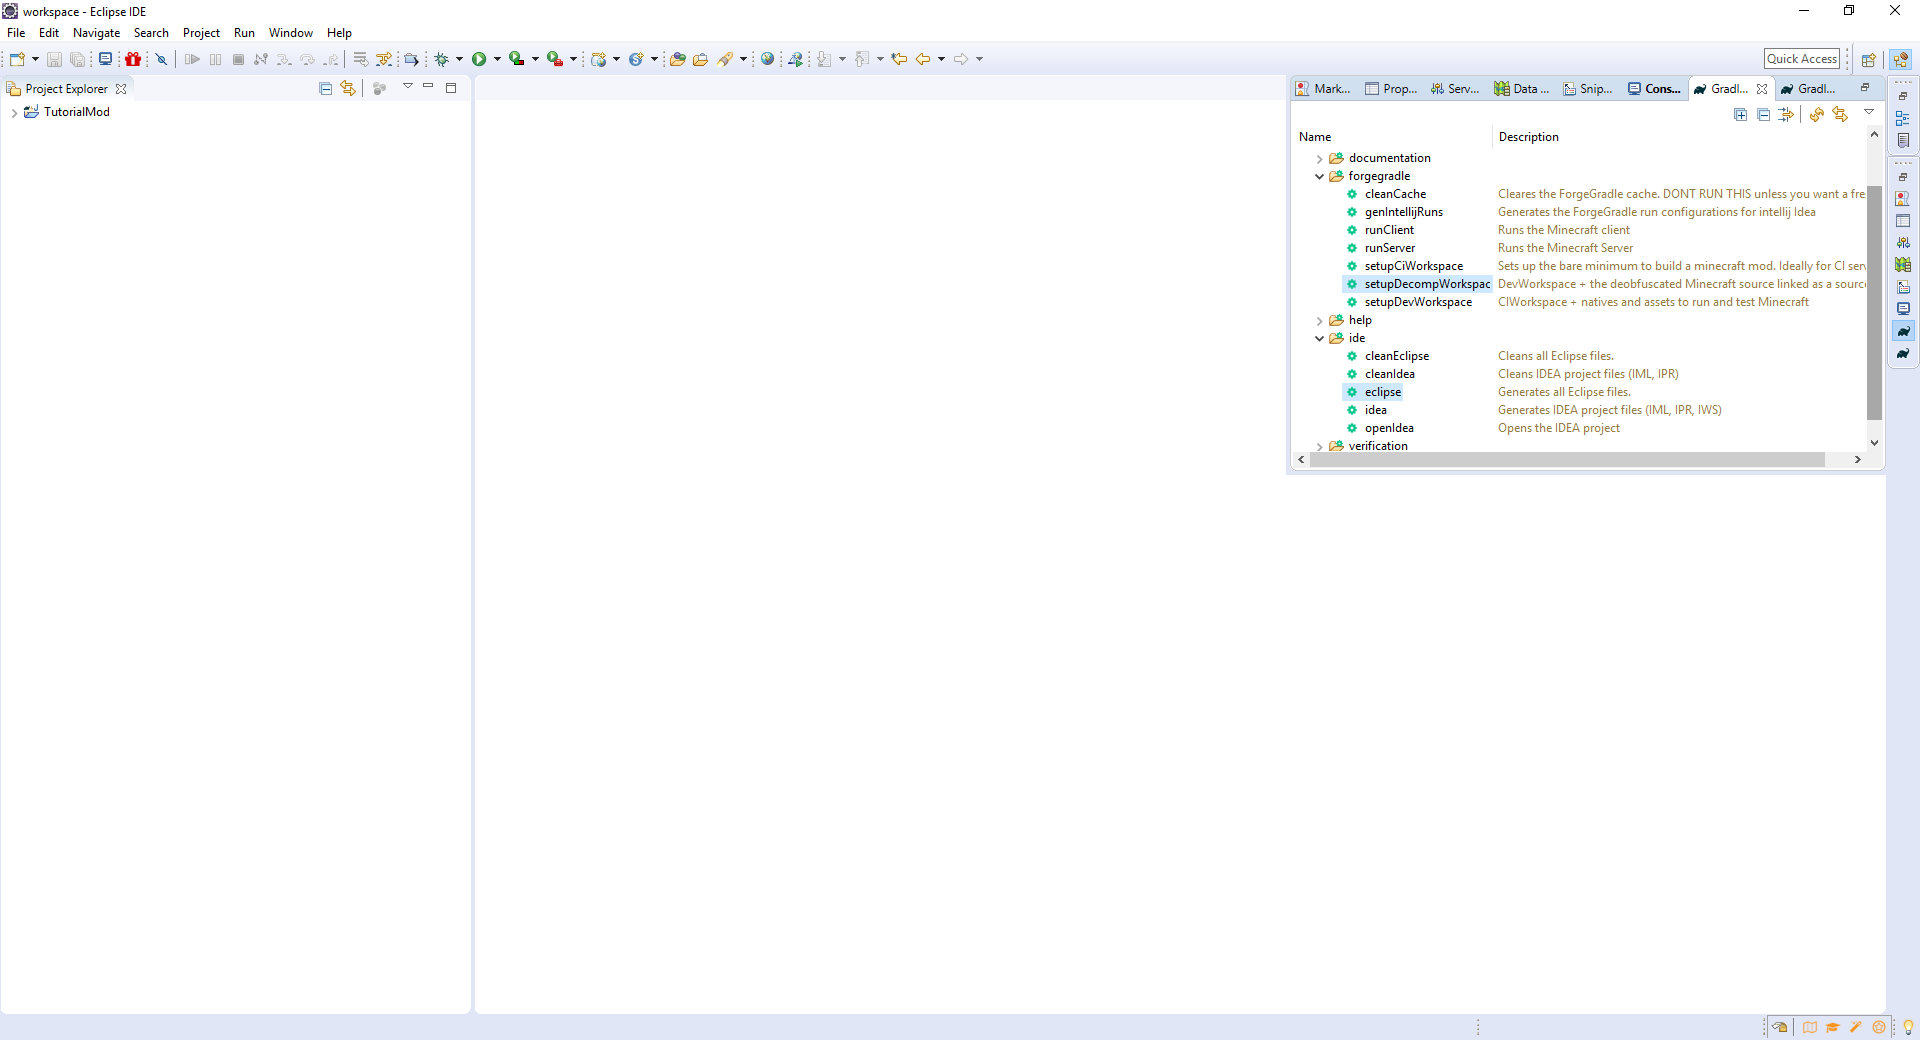 workspace - Eclipse IDE
File Edit Navigate Search Project Run Window Help
Quick Access
Project Explorer
TutorialMod
Mark... Prop... Serv... Data ... Snip... Cons... Gradl... Gradl...
Name Description
documentation
forgegradle
cleanCache Cleares the ForgeGradle cache. DONT RUN THIS unless you want a fre
genIntellijRuns Generates the ForgeGradle run configurations for intellij Idea
runClient Runs the Minecraft client
runServer Runs the Minecraft Server
setupCiWorkspace Sets up the bare minimum to build a minecraft mod. Ideally for CI serv
setupDecompWorkspac DevWorkspace + the deobfuscated Minecraft source linked as a source
setupDevWorkspace CIWorkspace + natives and assets to run and test Minecraft
help
ide
cleanEclipse Cleans all Eclipse files.
cleanIdea Cleans IDEA project files (IML, IPR)
eclipse Generates all Eclipse files.
idea Generates IDEA project files (IML, IPR, IWS)
openIdea Opens the IDEA project
verification